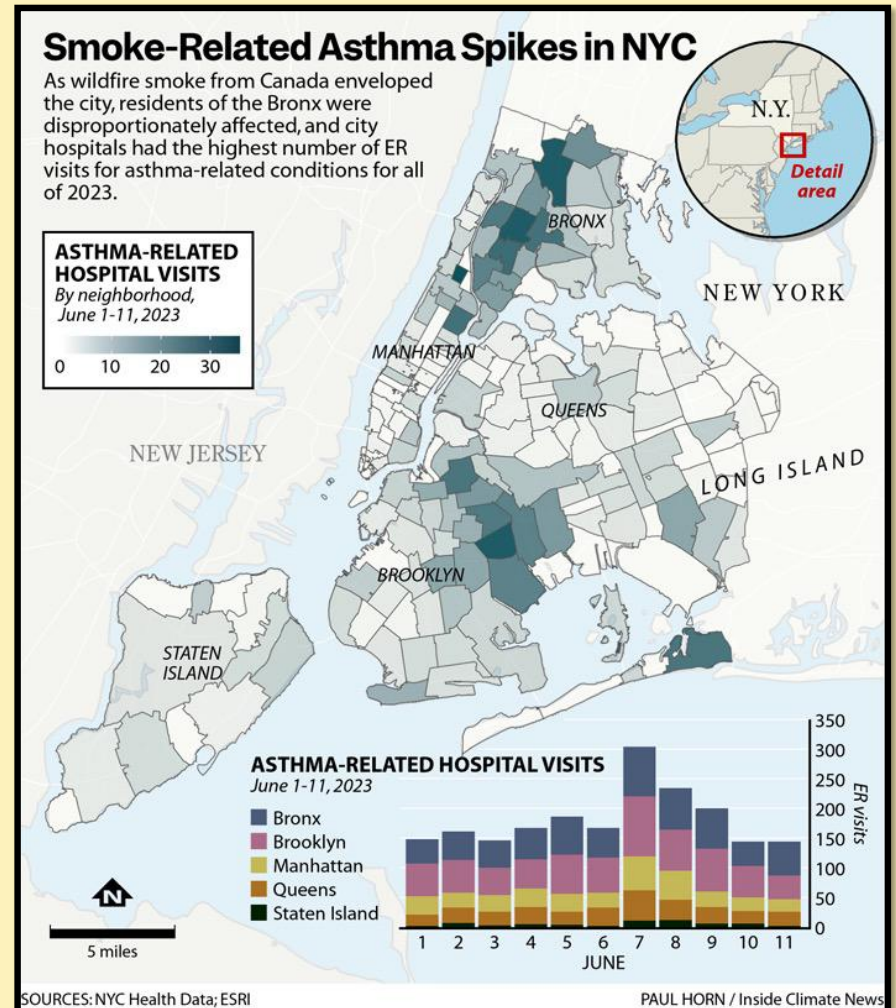 Smoke-Related Asthma Spikes in NYC
As wildfire smoke from Canada enveloped
the city, residents of the Bronx were
disproportionately affected, and city
hospitals had the highest number of ER
visits for asthma-related conditions for all
of 2023.
N.Y.
Detail
area
ASTHMA-RELATED
HOSPITAL VISITS
By neighborhood,
June 1-11, 2023
0 10 20 30
BRONX
NEW YORK
MANHATTAN
QUEENS
NEW JERSEY
LONG ISLAND
BROOKLYN
STATEN
ISLAND
ASTHMA-RELATED HOSPITAL VISITS
June 1-11, 2023
Bronx
Brooklyn
Manhattan
Queens
Staten Island
350
300
250
200
150
100
50
0
ER visits
1 2 3 4 5 6 7 8 9 10 11
JUNE
N
5 miles
SOURCES: NYC Health Data; ESRI
PAUL HORN / Inside Climate News